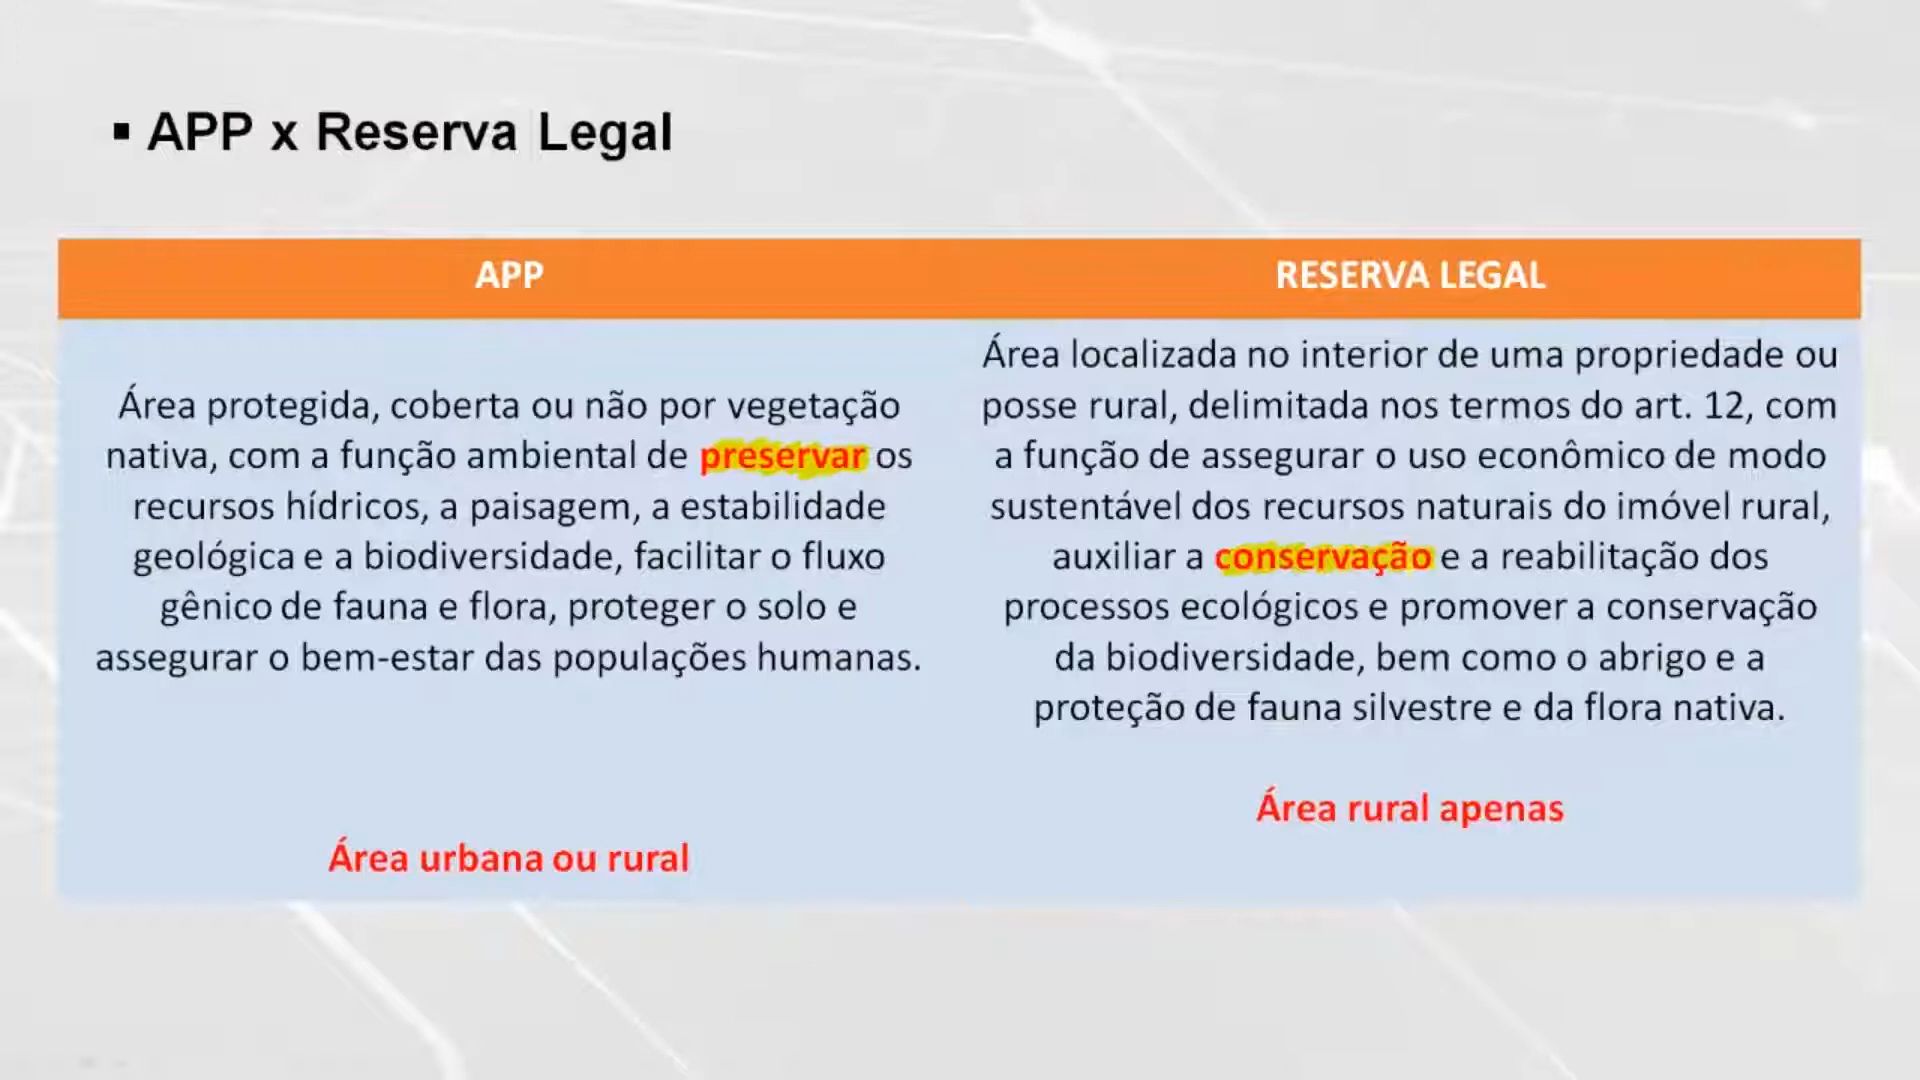 ▪ APP x Reserva Legal
APP
RESERVA LEGAL
Área protegida, coberta ou não por vegetação
nativa, com a função ambiental de preservar os
recursos hídricos, a paisagem, a estabilidade
geológica e a biodiversidade, facilitar o fluxo
gênico de fauna e flora, proteger o solo e
assegurar o bem-estar das populações humanas.
Área urbana ou rural
Área localizada no interior de uma propriedade ou
posse rural, delimitada nos termos do art. 12, com
a função de assegurar o uso econômico de modo
sustentável dos recursos naturais do imóvel rural,
auxiliar a conservação e a reabilitação dos
processos ecológicos e promover a conservação
da biodiversidade, bem como o abrigo e a
proteção de fauna silvestre e da flora nativa.
Área rural apenas